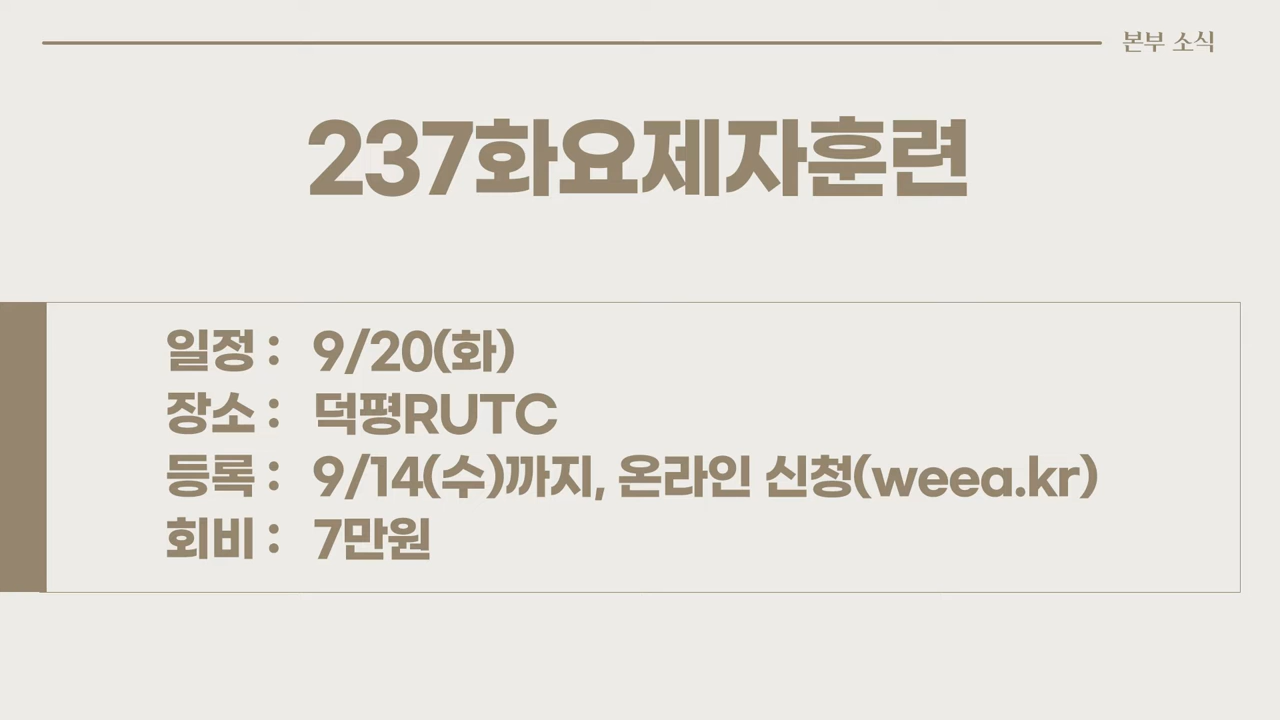 본부 소식
237화요제자훈련
일정 : 9/20(화)
장소 : 덕평RUTC
등록 : 9/14(수)까지, 온라인 신청(weea.kr)
회비 : 7만원